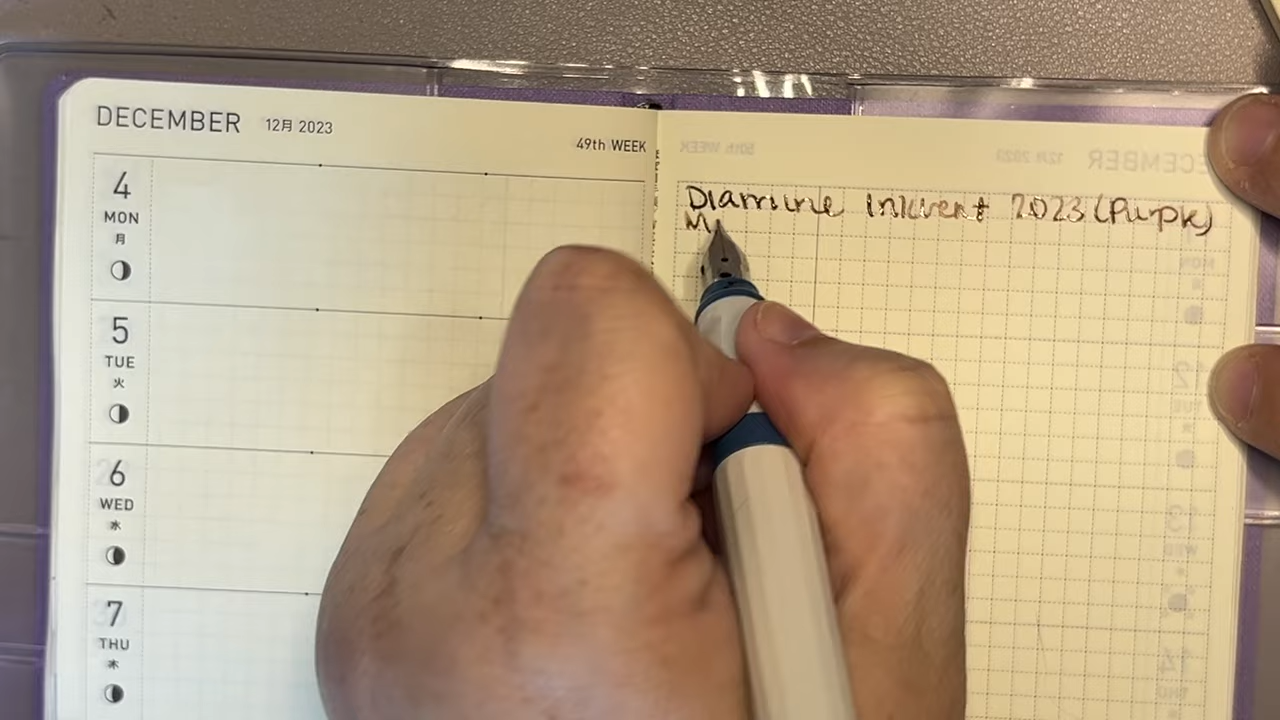 DECEMBER 12月 2023
49th WEEK
4
MON
月
5
TUE
火
6
WED
水
7
THU
木
Diamine Inkvent 2023 (Purple)
M